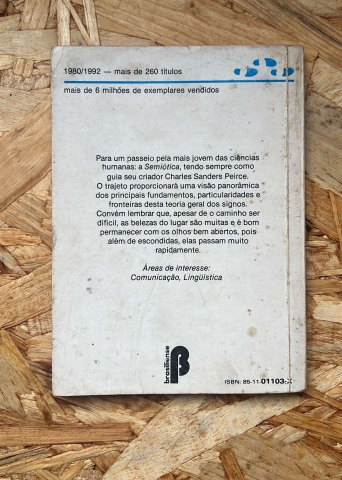 1980/1992 — mais de 260 títulos
mais de 6 milhões de exemplares vendidos
Para um passeio pela mais jovem das ciências
humanas: a Semiótica, tendo sempre como
guia seu criador Charles Sanders Peirce.
O trajeto proporcionará uma visão panorâmica
dos principais fundamentos, particularidades e
fronteiras desta teoria geral dos signos.
Convém lembrar que, apesar de o caminho ser
difícil, as belezas do lugar são muitas e é bom
permanecer com os olhos bem abertos, pois
além de escondidas, elas passam muito
rapidamente.
Áreas de interesse:
Comunicação, Lingüística
brasiliense
ISBN: 85-11-01103-X